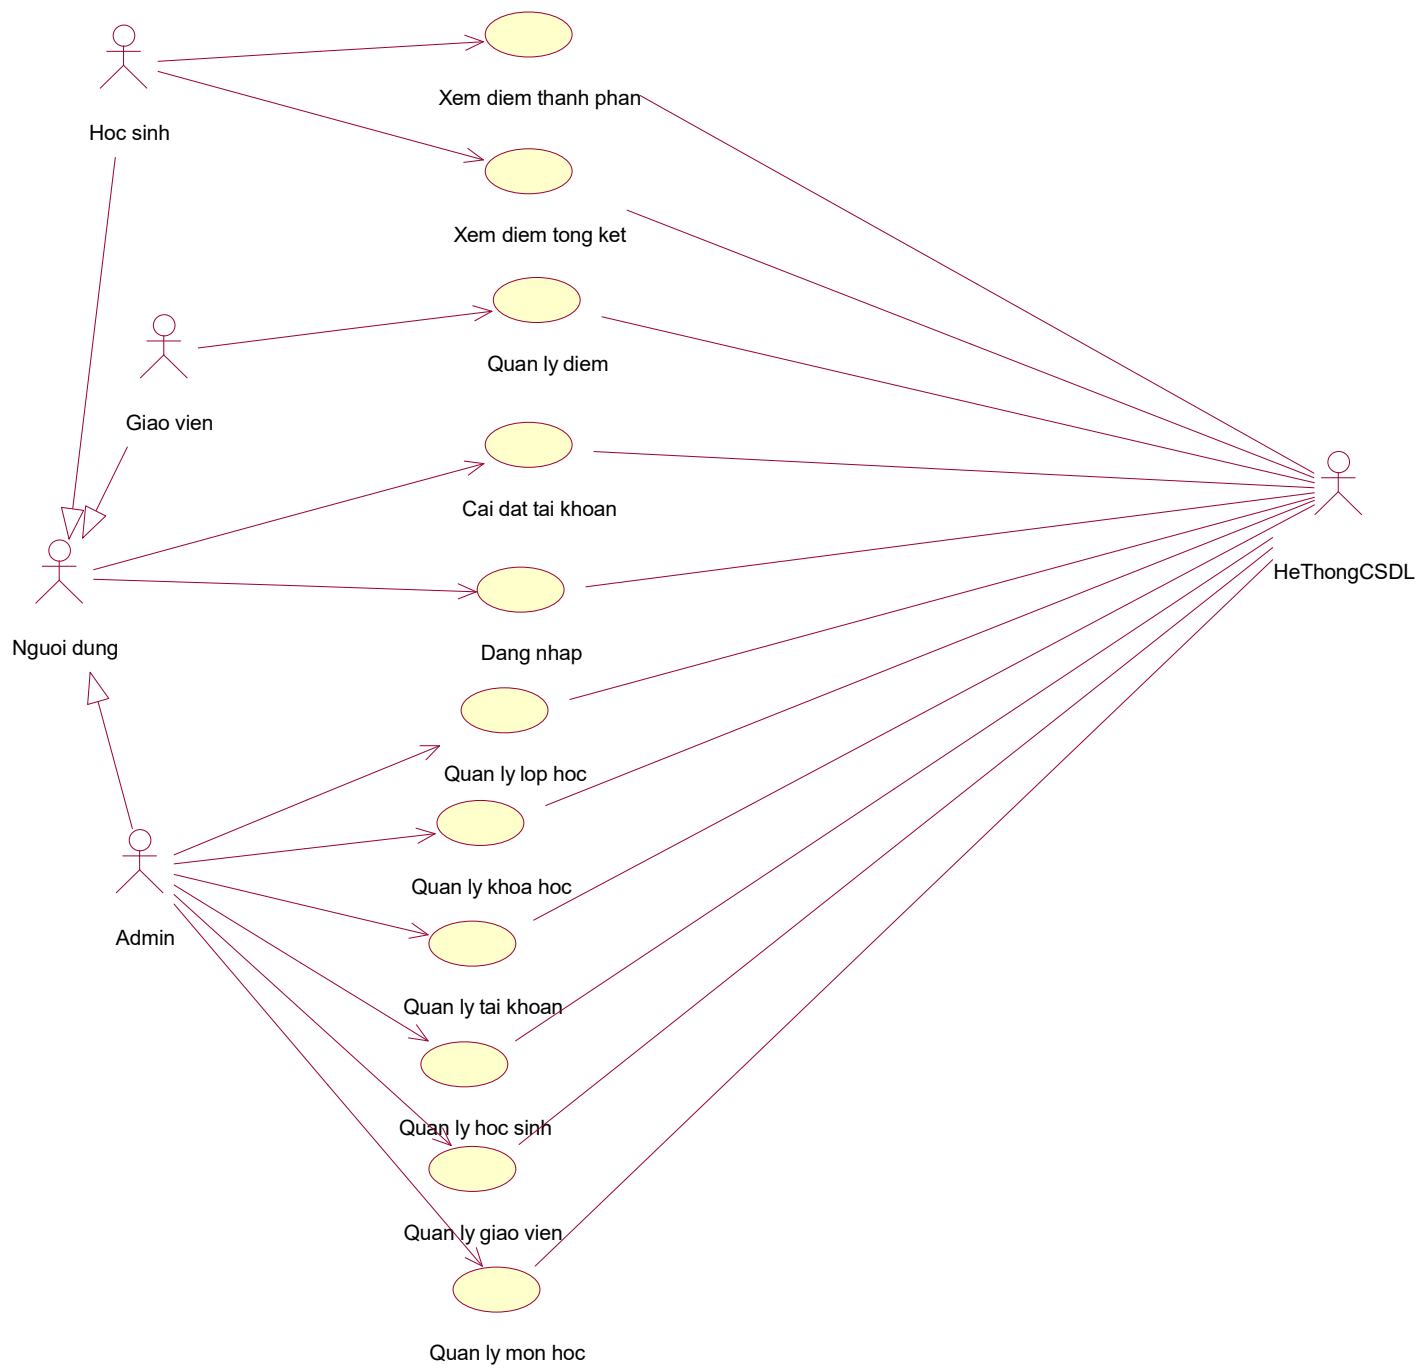 Xem diem thanh phan
Hoc sinh
Xem diem tong ket
Quan ly diem
Giao vien
Cai dat tai khoan
HeThongCSDL
Nguoi dung
Dang nhap
Quan ly lop hoc
Quan ly khoa hoc
Admin
Quan ly tai khoan
Quan ly hoc sinh
Quan ly giao vien
Quan ly mon hoc